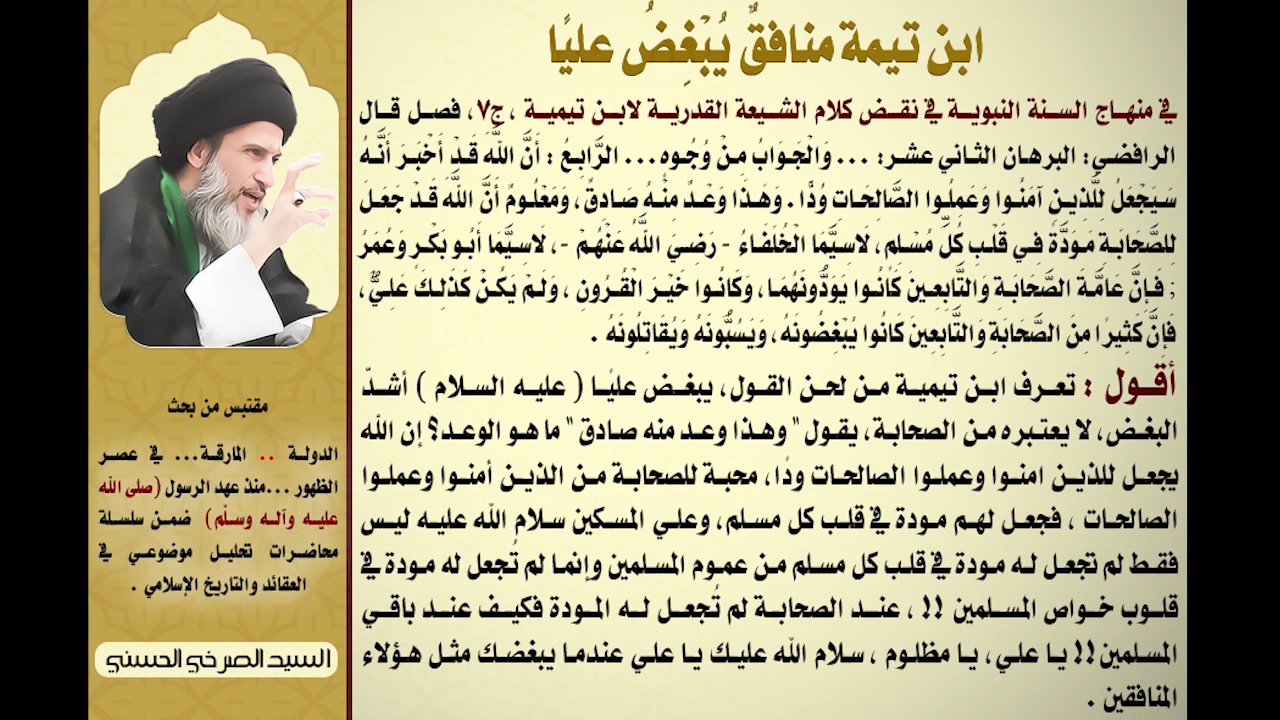 ابن تيمة منافقٌ يُبْغِضُ عليًا
في منهاج السنة النبوية في نقض كلام الشيعة القدرية لابن تيمية ، ج٧، فصل قال
الرافضي: البرهان الثاني عشر: ... وَالْجَوَابُ مِنْ وُجُوه... الرَّابِعُ : أَنَّ اللَّهَ قَدْ أَخْبَرَ أَنَّهُ
سَيَجْعَلُ لِلَّذِينَ آمَنُوا وَعَمِلُوا الصَّالِحَاتِ وُدًّا . وَهَذَا وَعْدٌ مِنْهُ صَادِقٌ، وَمَعْلُومٌ أَنَّ اللَّهَ قَدْ جَعَلَ
لِلصَّحَابَةِ مَوَدَّةً فِي قَلْبِ كُلِّ مُسْلِمٍ، لَاسِيَّمَا الْخُلَفَاءُ - رَضِيَ اللَّهُ عَنْهُمْ -، لَاسِيَّمَا أَبُو بَكْرٍ وَعُمَرُ
; فَإِنَّ عَامَّةَ الصَّحَابَةِ وَالتَّابِعِينَ كَانُوا يَوَدُّونَهُمَا، وَكَانُوا خَيْرَ الْقُرُونِ ، وَلَمْ يَكُنْ كَذَلِكَ عَلِيٌّ،
فَإِنَّ كَثِيرًا مِنَ الصَّحَابَةِ وَالتَّابِعِينَ كَانُوا يُبْغِضُونَهُ، وَيَسُبُّونَهُ وَيُقَاتِلُونَهُ .
أقول : تعرف ابن تيمية من لحن القول، يبغض عليًا ( عليه السلام ) أشدّ
البغض، لا يعتبره من الصحابة، يقول " وهذا وعد منه صادق " ما هو الوعد؟ إن الله
يجعل للذين امنوا وعملوا الصالحات ودًا، محبة للصحابة من الذين أمنوا وعملوا
الصالحات ، فجعل لهم مودة في قلب كل مسلم، وعلي المسكين سلام الله عليه ليس
فقط لم تجعل له مودة في قلب كل مسلم من عموم المسلمين وإنما لم تُجعل له مودة في
قلوب خواص المسلمين !! ، عند الصحابة لم تُجعل له المودة فكيف عند باقي
المسلمين!! يا علي، يا مظلوم ، سلام الله عليك يا علي عندما يبغضك مثل هؤلاء
المنافقين .
مقتبس من بحث
الدولة .. المارقة... في عصر
الظهور ...منذ عهد الرسول (صلى الله
عليه وآله وسلّم) ضمن سلسلة
محاضرات تحليل موضوعي في
العقائد والتاريخ الإسلامي .
السيد الصرخي الحسني